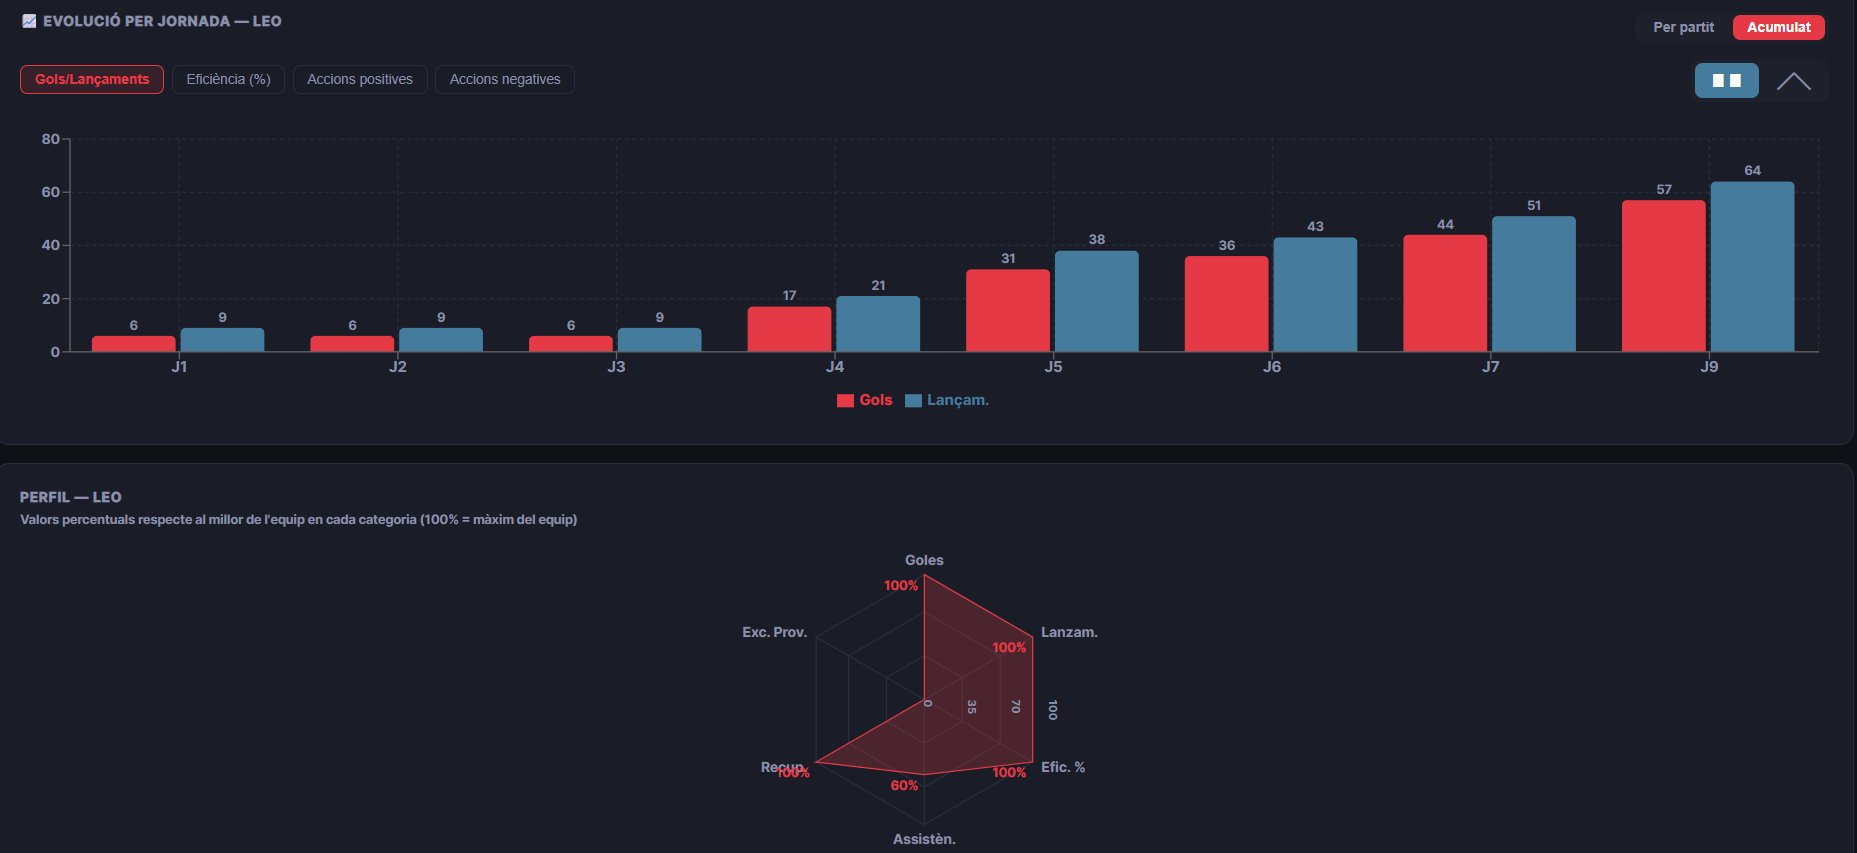 EVOLUCIÓ PER JORNADA — LEO
Per partit Acumulat
Gols/Lançaments Eficiència (%) Accions positives Accions negatives
80
60
40
20
0
6 9 6 9 6 9 17 21 31 38 36 43 44 51 57 64
J1 J2 J3 J4 J5 J6 J7 J9
Gols Lançam.
PERFIL — LEO
Valors percentuals respecte al millor de l'equip en cada categoria (100% = màxim del equip)
Goles
100%
Exc. Prov. Lanzam.
100%
0 35 70 100
Recup. Efic. %
100% 100%
60%
Assistèn.